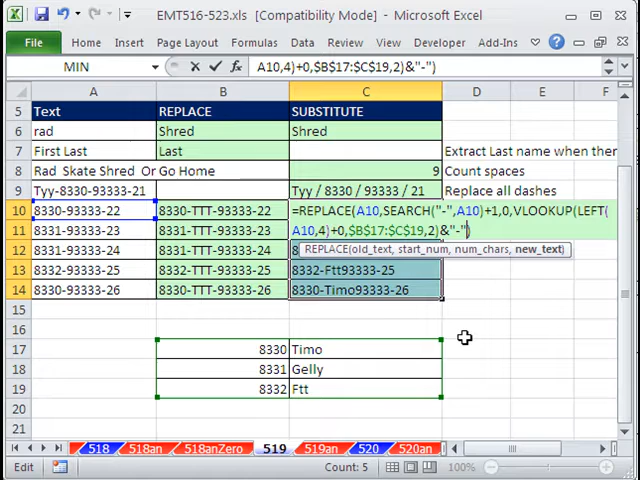 EMT516-523.xls [Compatibility Mode] - Microsoft Excel
File Home Insert Page Layout Formulas Data Review View Developer Add-Ins
MIN A10,4)+0,$B$17:$C$19,2)&"-")
A B C D E F
5 Text REPLACE SUBSTITUTE
6 rad Shred Shred
7 First Last Last Extract Last name when ther
8 Rad Skate Shred Or Go Home 9 Count spaces
9 Tyy-8330-93333-21 Tyy / 8330 / 93333 / 21 Replace all dashes
10 8330-93333-22 8330-TTT-93333-22 =REPLACE(A10,SEARCH("-",A10)+1,0,VLOOKUP(LEFT(
11 8331-93333-23 8331-TTT-93333-23 A10,4)+0,$B$17:$C$19,2)&"-")
12 8331-93333-24 8331-TTT-93333-24 8 REPLACE(old_text, start_num, num_chars, new_text)
13 8332-93333-25 8332-TTT-93333-25 8332-Ftt93333-25
14 8330-93333-26 8330-TTT-93333-26 8330-Timo93333-26
15
16
17 8330 Timo
18 8331 Gelly
19 8332 Ftt
20
21
518 518an 518anZero 519 519an 520 520an
Edit Count: 5 100%